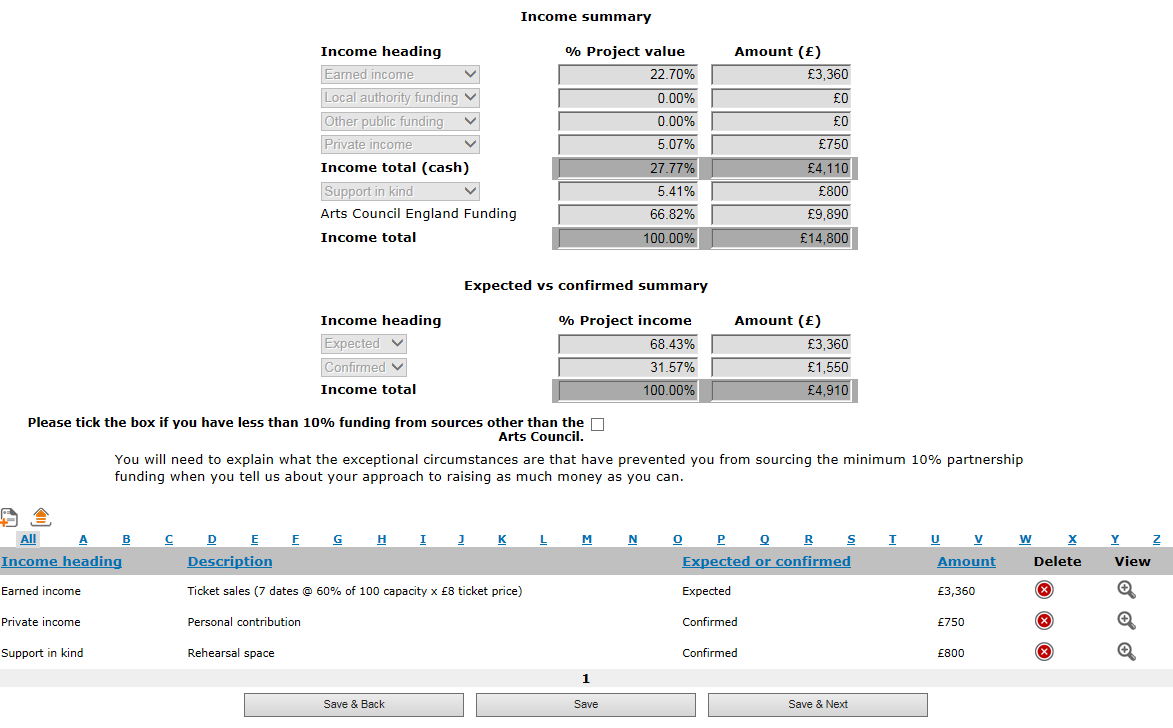 Income summary
Income heading % Project value Amount (£)
Earned income 22.70% £3,360
Local authority funding 0.00% £0
Other public funding 0.00% £0
Private income 5.07% £750
Income total (cash) 27.77% £4,110
Support in kind 5.41% £800
Arts Council England Funding 66.82% £9,890
Income total 100.00% £14,800
Expected vs confirmed summary
Income heading % Project income Amount (£)
Expected 68.43% £3,360
Confirmed 31.57% £1,550
Income total 100.00% £4,910
Please tick the box if you have less than 10% funding from sources other than the
Arts Council.
You will need to explain what the exceptional circumstances are that have prevented you from sourcing the minimum 10% partnership
funding when you tell us about your approach to raising as much money as you can.
All A B C D E F G H I J K L M N O P Q R S T U V W X Y Z
Income heading Description Expected or confirmed Amount Delete View
Earned income Ticket sales (7 dates @ 60% of 100 capacity x £8 ticket price) Expected £3,360
Private income Personal contribution Confirmed £750
Support in kind Rehearsal space Confirmed £800
1
Save & Back Save Save & Next